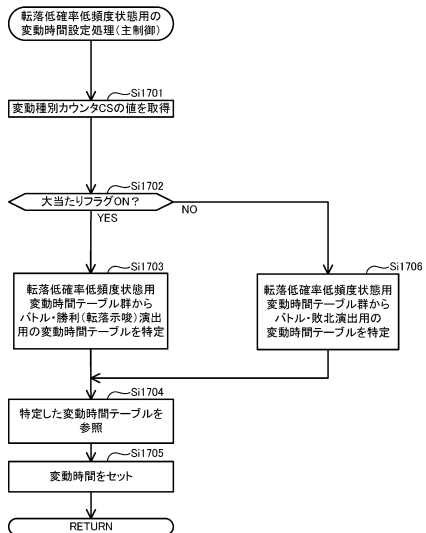 転落低確率低頻度状態用の
変動時間設定処理(主制御)
Si1701
変動種別カウンタCSの値を取得
Si1702
大当たりフラグON?
YES
NO
Si1703
転落低確率低頻度状態用
変動時間テーブル群から
バトル・勝利(転落示唆)演出
用の変動時間テーブルを特定
Si1706
転落低確率低頻度状態用
変動時間テーブル群から
バトル・敗北演出用の
変動時間テーブルを特定
Si1704
特定した変動時間テーブルを
参照
Si1705
変動時間をセット
RETURN